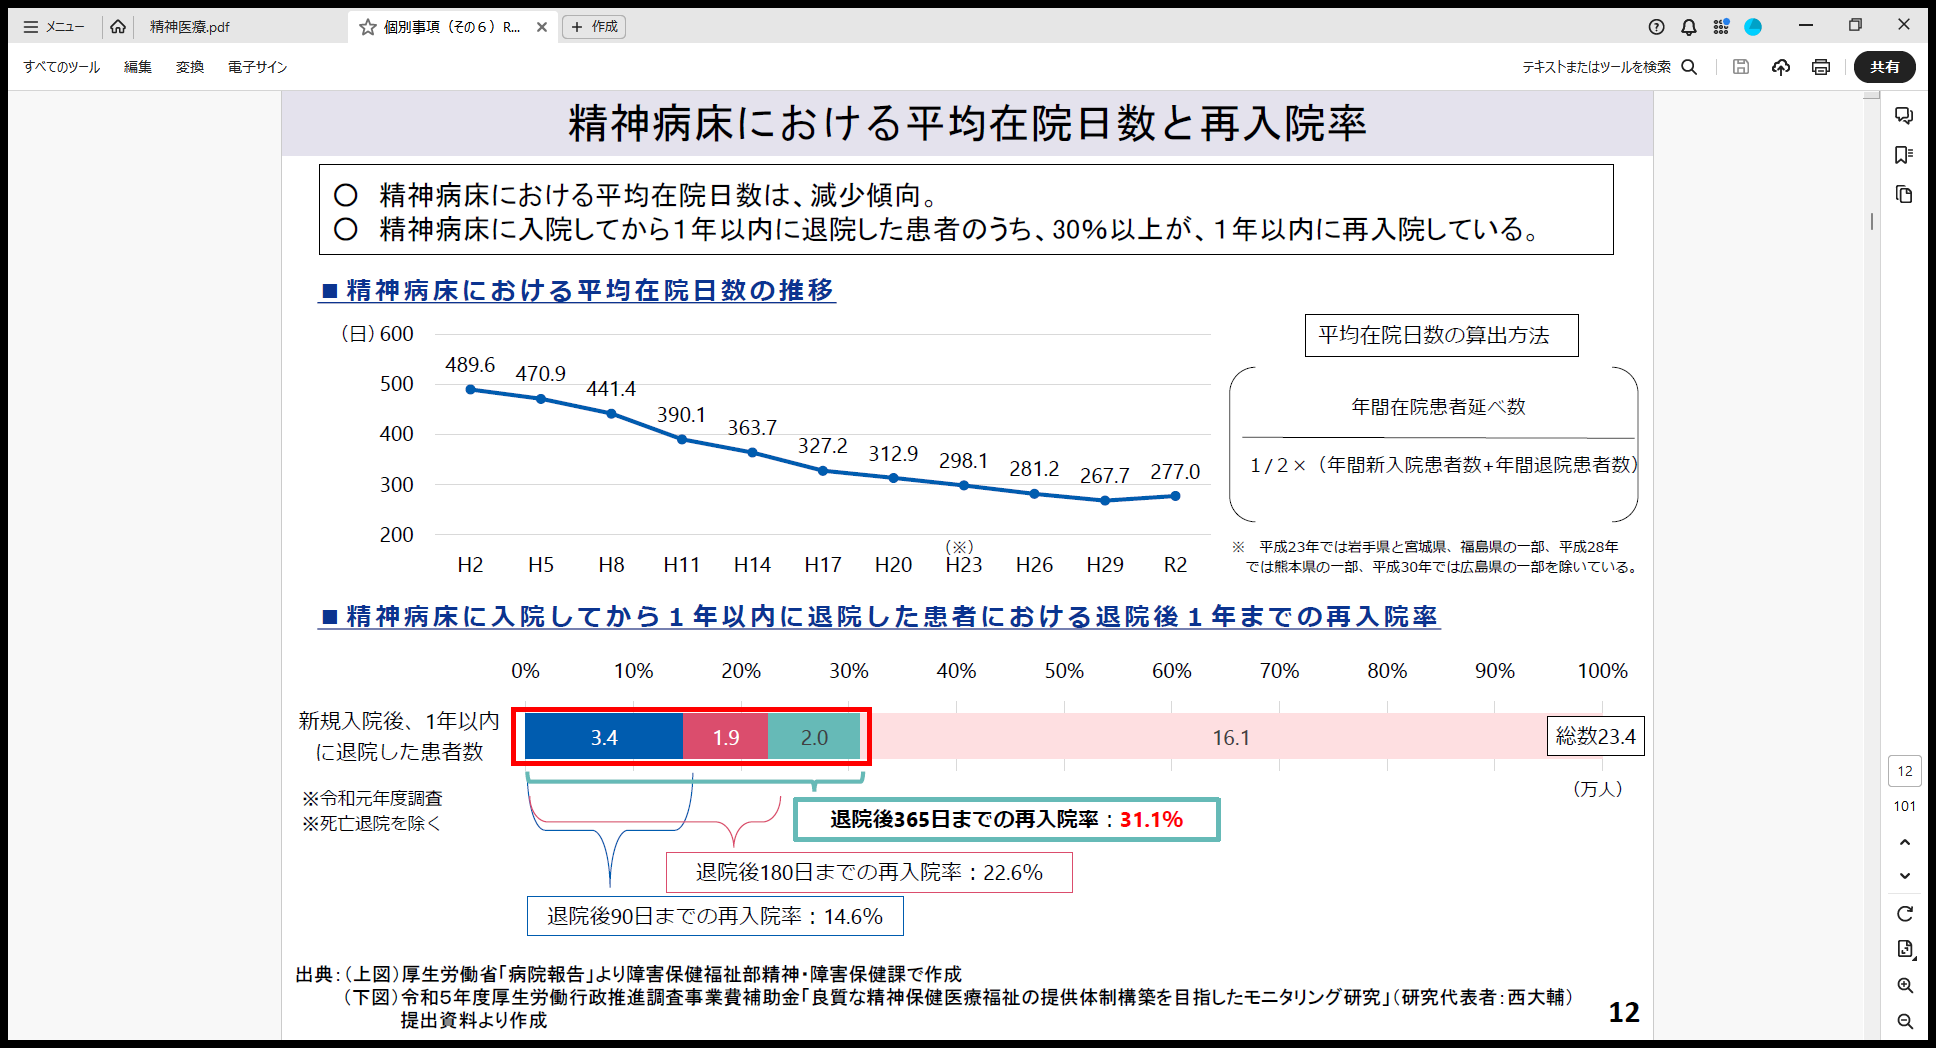 メニュー
精神医療.pdf
個別事項（その６）R...
作成
すべてのツール 編集 変換 電子サイン
テキストまたはツールを検索
共有
精神病床における平均在院日数と再入院率
○ 精神病床における平均在院日数は、減少傾向。
○ 精神病床に入院してから１年以内に退院した患者のうち、30％以上が、１年以内に再入院している。
■精神病床における平均在院日数の推移
（日）
600
500
400
300
200
489.6 470.9 441.4 390.1 363.7 327.2 312.9 298.1 281.2 267.7 277.0
（※）
H2 H5 H8 H11 H14 H17 H20 H23 H26 H29 R2
平均在院日数の算出方法
年間在院患者延べ数
１/２×（年間新入院患者数+年間退院患者数）
※ 平成23年では岩手県と宮城県、福島県の一部、平成28年
では熊本県の一部、平成30年では広島県の一部を除いている。
■精神病床に入院してから１年以内に退院した患者における退院後１年までの再入院率
0% 10% 20% 30% 40% 50% 60% 70% 80% 90% 100%
新規入院後、1年以内
に退院した患者数
3.4 1.9 2.0 16.1
総数23.4
（万人）
※令和元年度調査
※死亡退院を除く
退院後365日までの再入院率：31.1%
退院後180日までの再入院率：22.6%
退院後90日までの再入院率：14.6%
出典：（上図）厚生労働省「病院報告」より障害保健福祉部精神・障害保健課で作成
（下図）令和５年度厚生労働行政推進調査事業費補助金「良質な精神保健医療福祉の提供体制構築を目指したモニタリング研究」（研究代表者：西大輔）
提出資料より作成
12
12
101